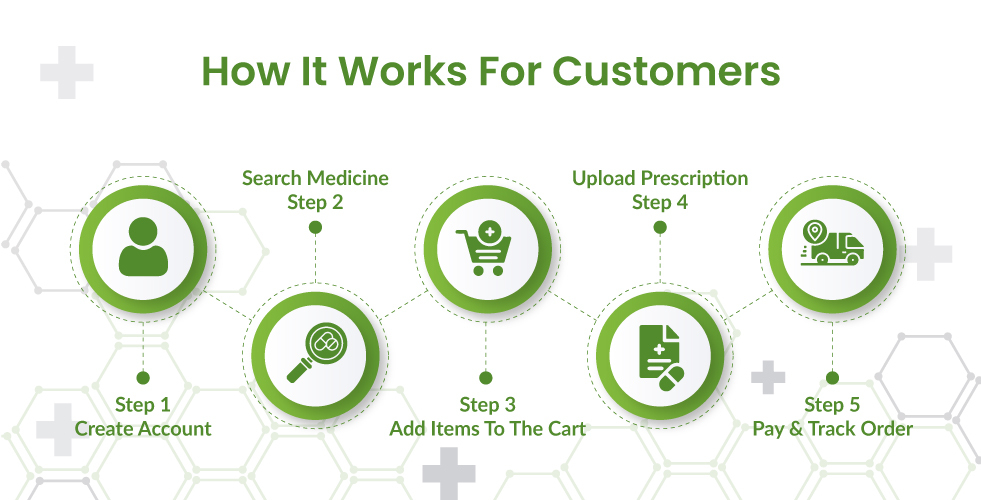 How It Works For Customers
Step 1
Create Account
Search Medicine
Step 2
Step 3
Add Items To The Cart
Upload Prescription
Step 4
Step 5
Pay & Track Order